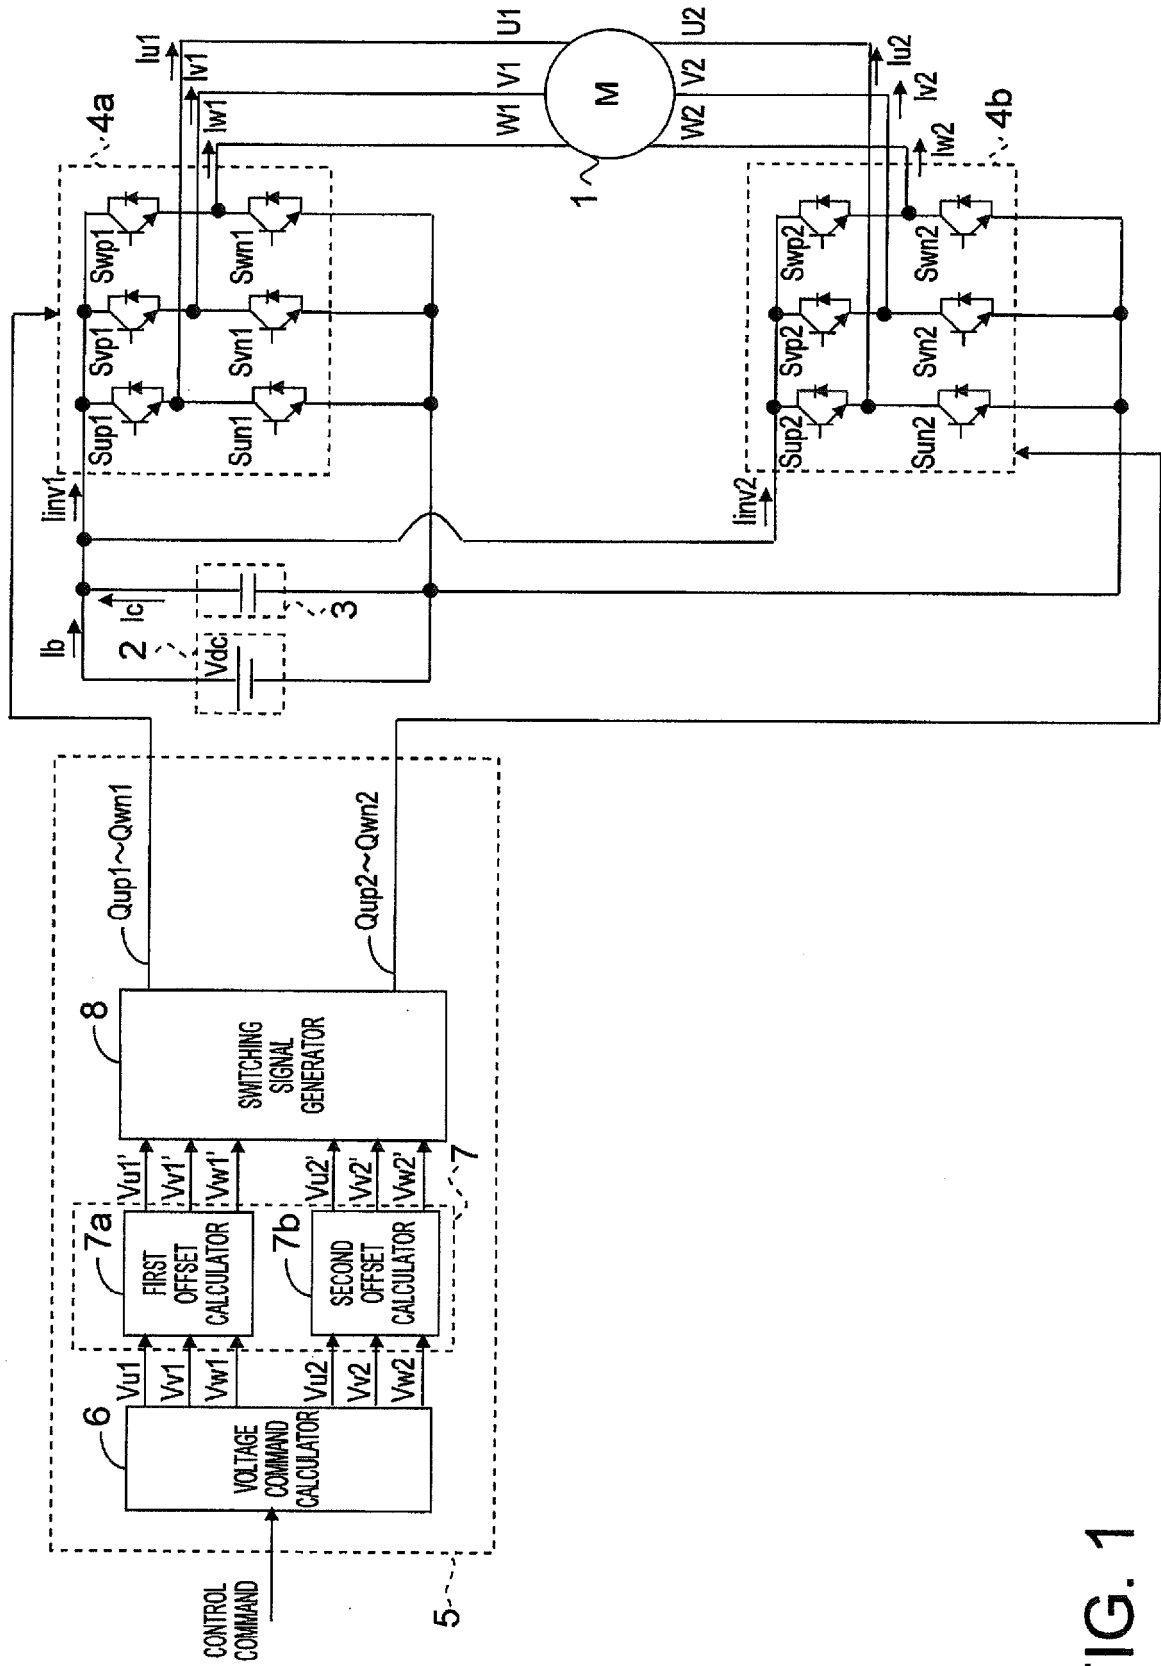 CONTROL
COMMAND
5
6
VOLTAGE
COMMAND
CALCULATOR
Vu1
Vv1
Vw1
Vu2
Vv2
Vw2
7a
FIRST
OFFSET
CALCULATOR
7b
SECOND
OFFSET
CALCULATOR
7
Vu1'
Vv1'
Vw1'
Vu2'
Vv2'
Vw2'
8
SWITCHING
SIGNAL
GENERATOR
Qup1~Qwn1
Qup2~Qwn2
Ib
2
Vdc
Ic
3
Iinv1
Iinv2
4a
Sup1
Svp1
Swp1
Sun1
Svn1
Swn1
Iu1
Iv1
Iw1
U1
V1
W1
M
1
U2
V2
W2
Iu2
Iv2
Iw2
4b
Sup2
Svp2
Swp2
Sun2
Svn2
Swn2
FIG. 1